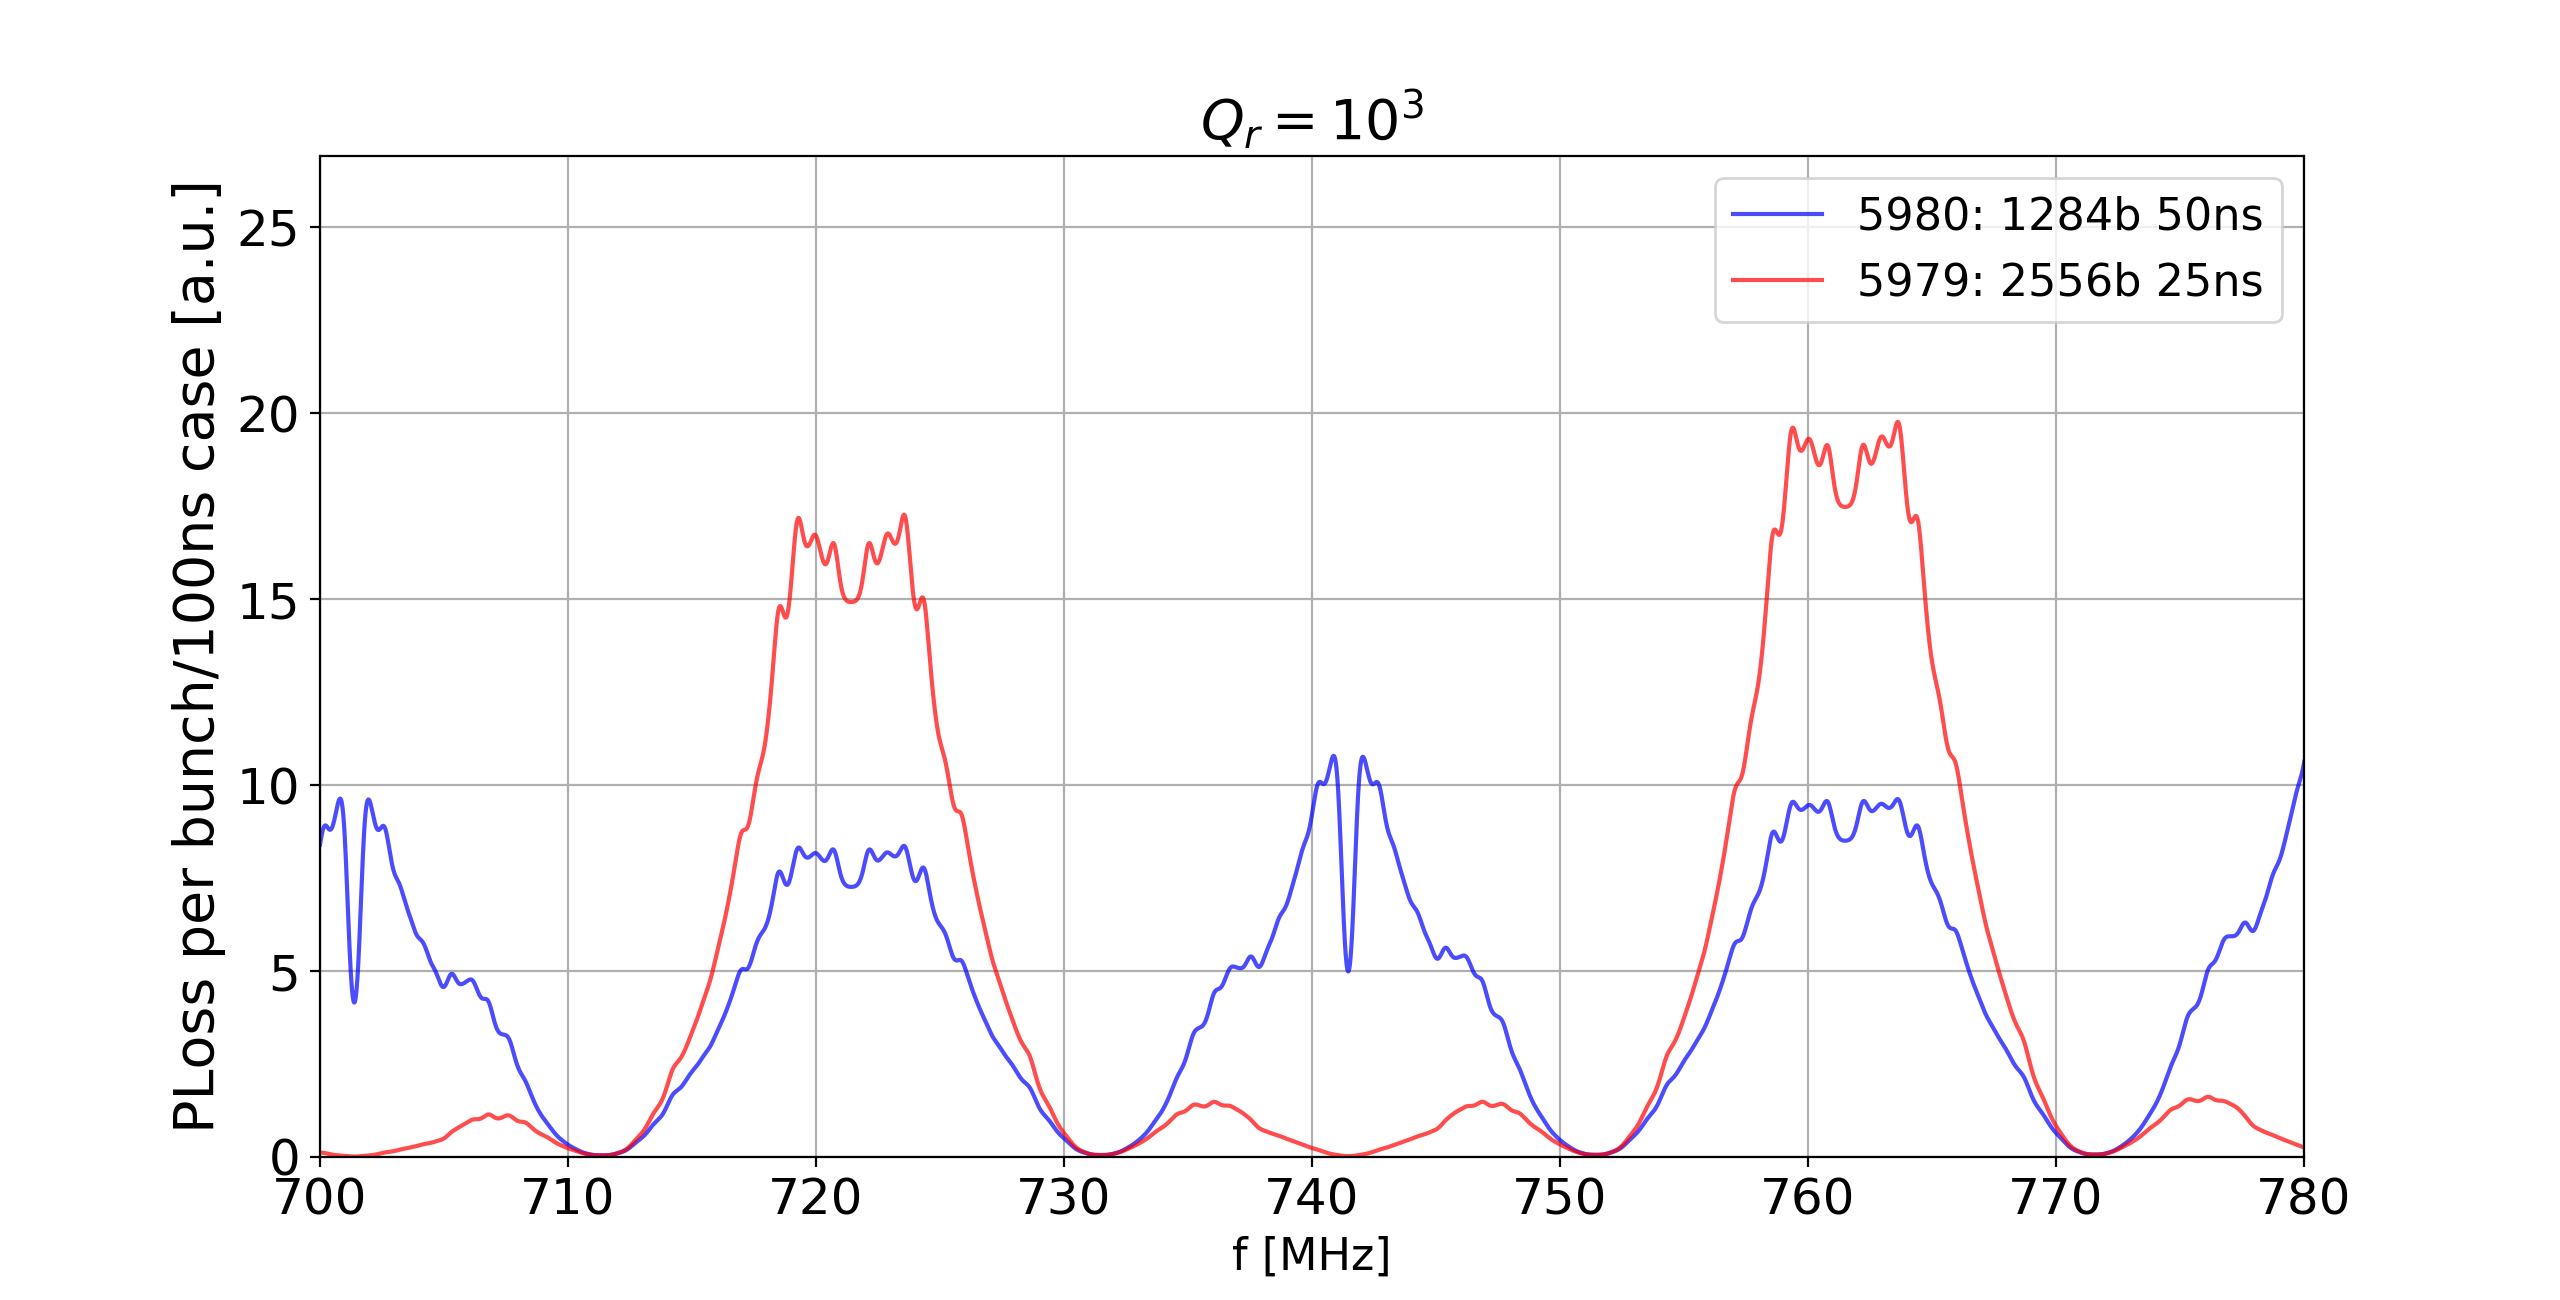 Q_r = 10^3
PLoss per bunch/100ns case [a.u.]
25
20
15
10
5
0
5980: 1284b 50ns
5979: 2556b 25ns
700 710 720 730 740 750 760 770 780
f [MHz]